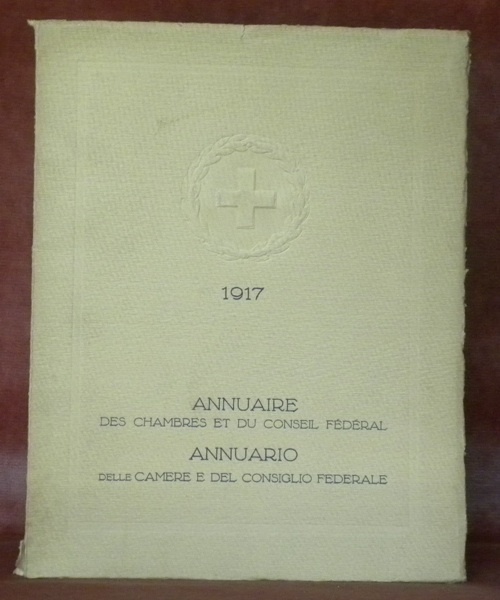 1917
ANNUAIRE
DES CHAMBRES ET DU CONSEIL FÉDÉRAL
ANNUARIO
DELLE CAMERE E DEL CONSIGLIO FEDERALE